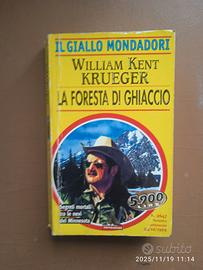 IL GIALLO MONDADORI
WILLIAM KENT
KRUEGER
LA FORESTA DI GHIACCIO
5.900
LIRE
Segreti mortali
tra le nevi
del Minnesota
2025/11/19 11:14
subito